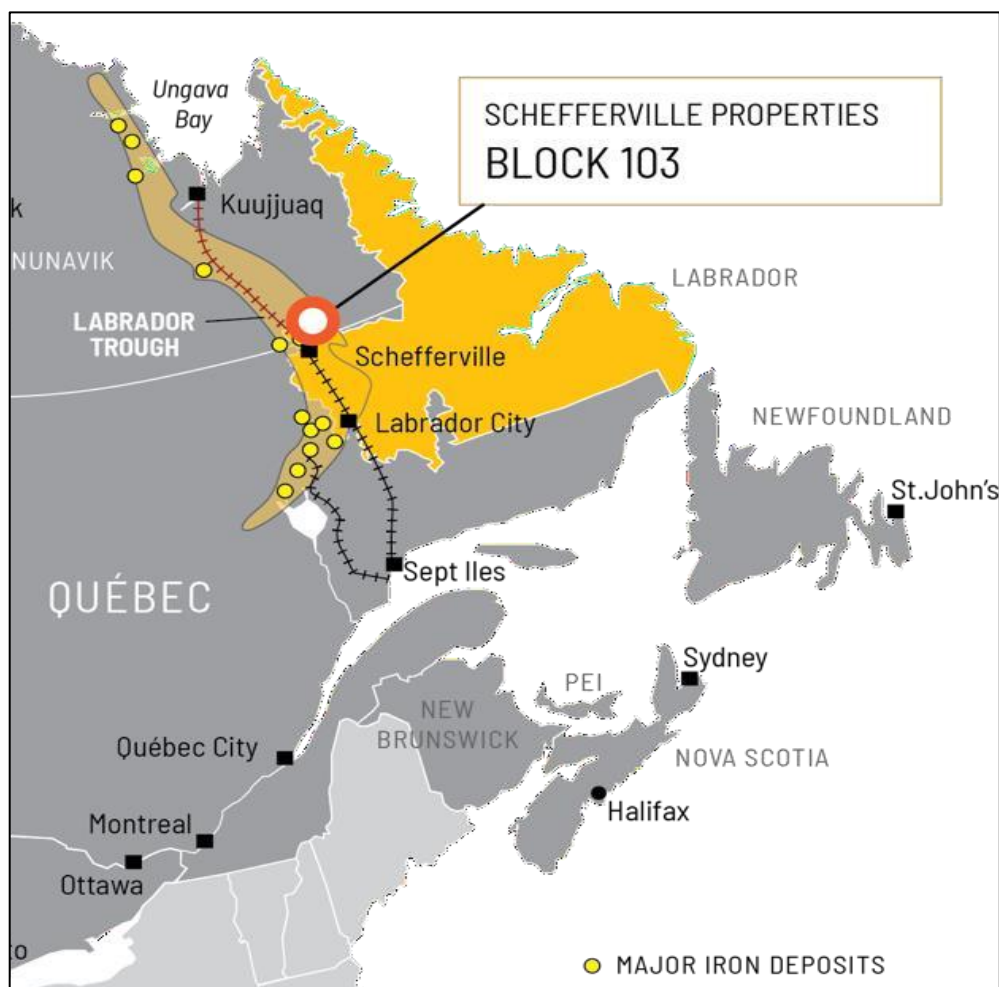 Ungava
Bay
SCHEFFERVILLE PROPERTIES
BLOCK 103
k
Kuujjuaq
NUNAVIK
LABRADOR
LABRADOR
TROUGH
Schefferville
Labrador City
NEWFOUNDLAND
St.John's
Sept Iles
QUÉBEC
Sydney
PEI
NEW
BRUNSWICK
Québec City
NOVA SCOTIA
Montreal
Halifax
Ottawa
to
MAJOR IRON DEPOSITS